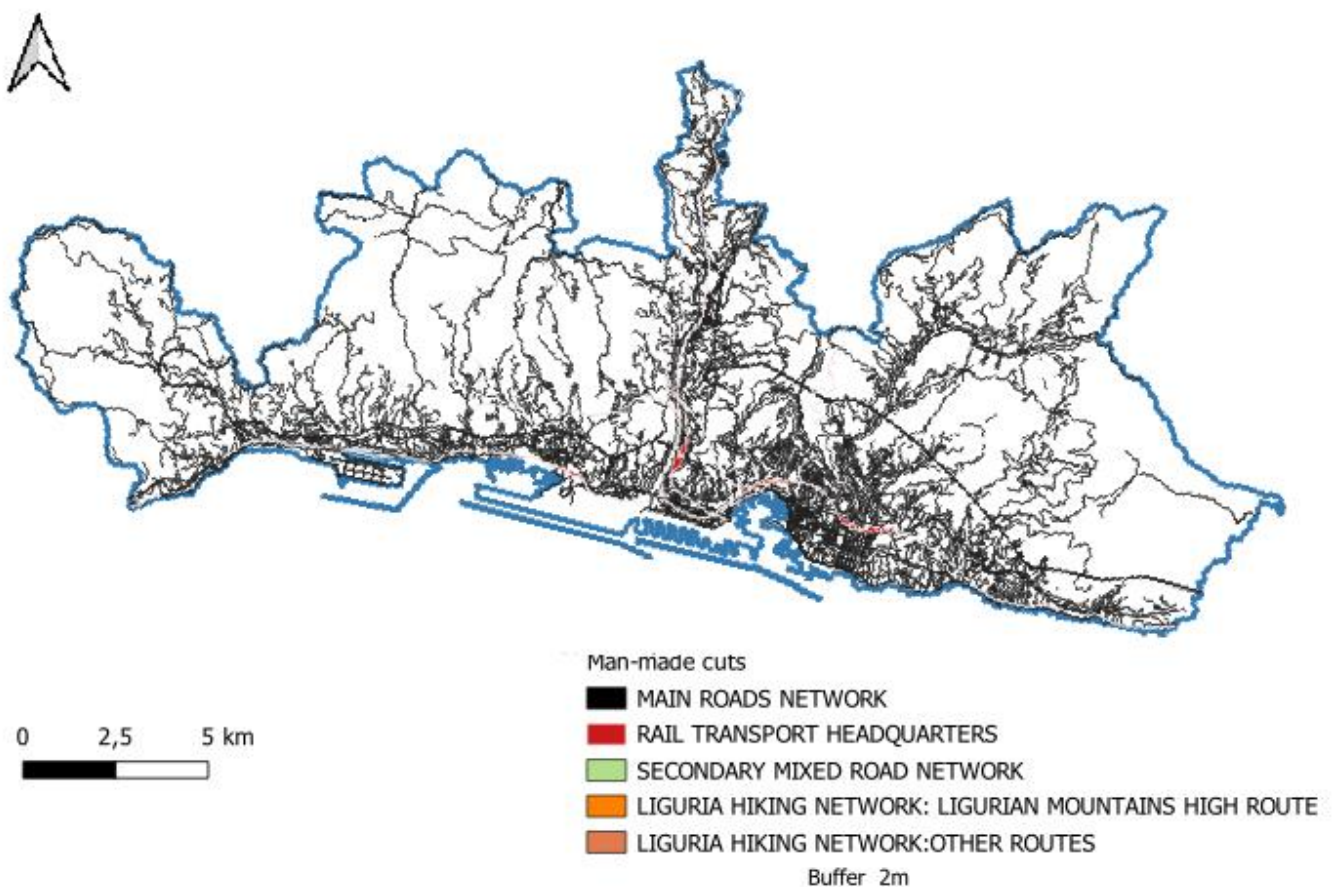 Man-made cuts
MAIN ROADS NETWORK
0 2,5 5 km
RAIL TRANSPORT HEADQUARTERS
SECONDARY MIXED ROAD NETWORK
LIGURIA HIKING NETWORK: LIGURIAN MOUNTAINS HIGH ROUTE
LIGURIA HIKING NETWORK:OTHER ROUTES
Buffer 2m